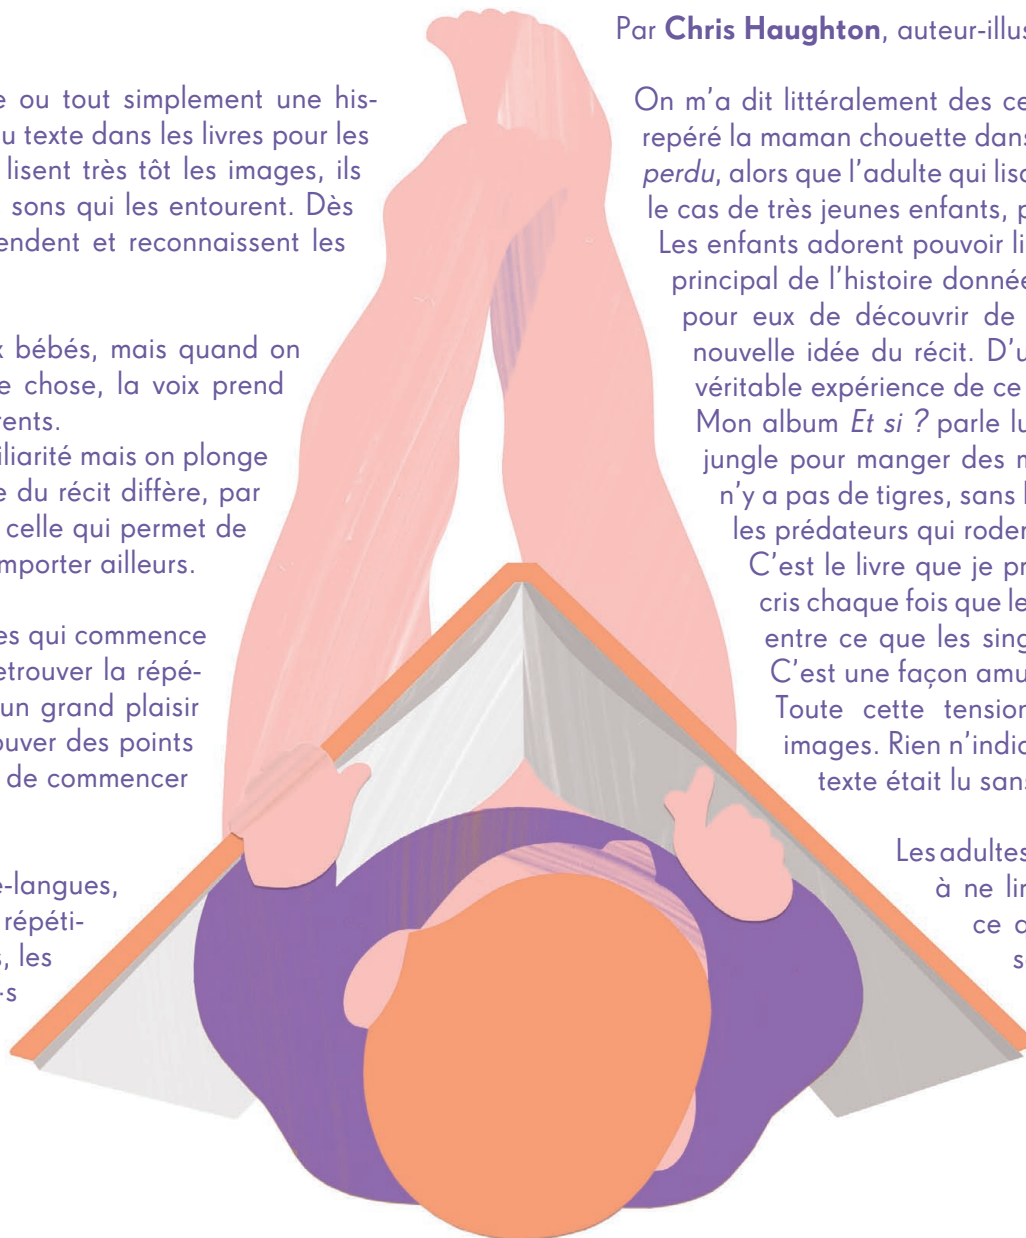 e ou tout simplement une his-
u texte dans les livres pour les
lisent très tôt les images, ils
sons qui les entourent. Dès
endent et reconnaissent les
x bébés, mais quand on
e chose, la voix prend
rents.
iliarité mais on plonge
e du récit diffère, par
celle qui permet de
mporter ailleurs.
es qui commence
etrouver la répé-
un grand plaisir
ouver des points
de commencer
e-langues,
répéti-
s, les
·s
Par Chris Haughton, auteur-illus
On m’a dit littéralement des ce
repéré la maman chouette dans
perdu, alors que l’adulte qui lisa
le cas de très jeunes enfants, p
Les enfants adorent pouvoir li
principal de l’histoire donnée
pour eux de découvrir de
nouvelle idée du récit. D’u
véritable expérience de ce
Mon album Et si ? parle lu
jungle pour manger des m
n’y a pas de tigres, sans
les prédateurs qui roder
C’est le livre que je pr
cris chaque fois que le
entre ce que les sing
C’est une façon amu
Toute cette tension
images. Rien n’indic
texte était lu sans
Les adultes
à ne lir
ce q
s